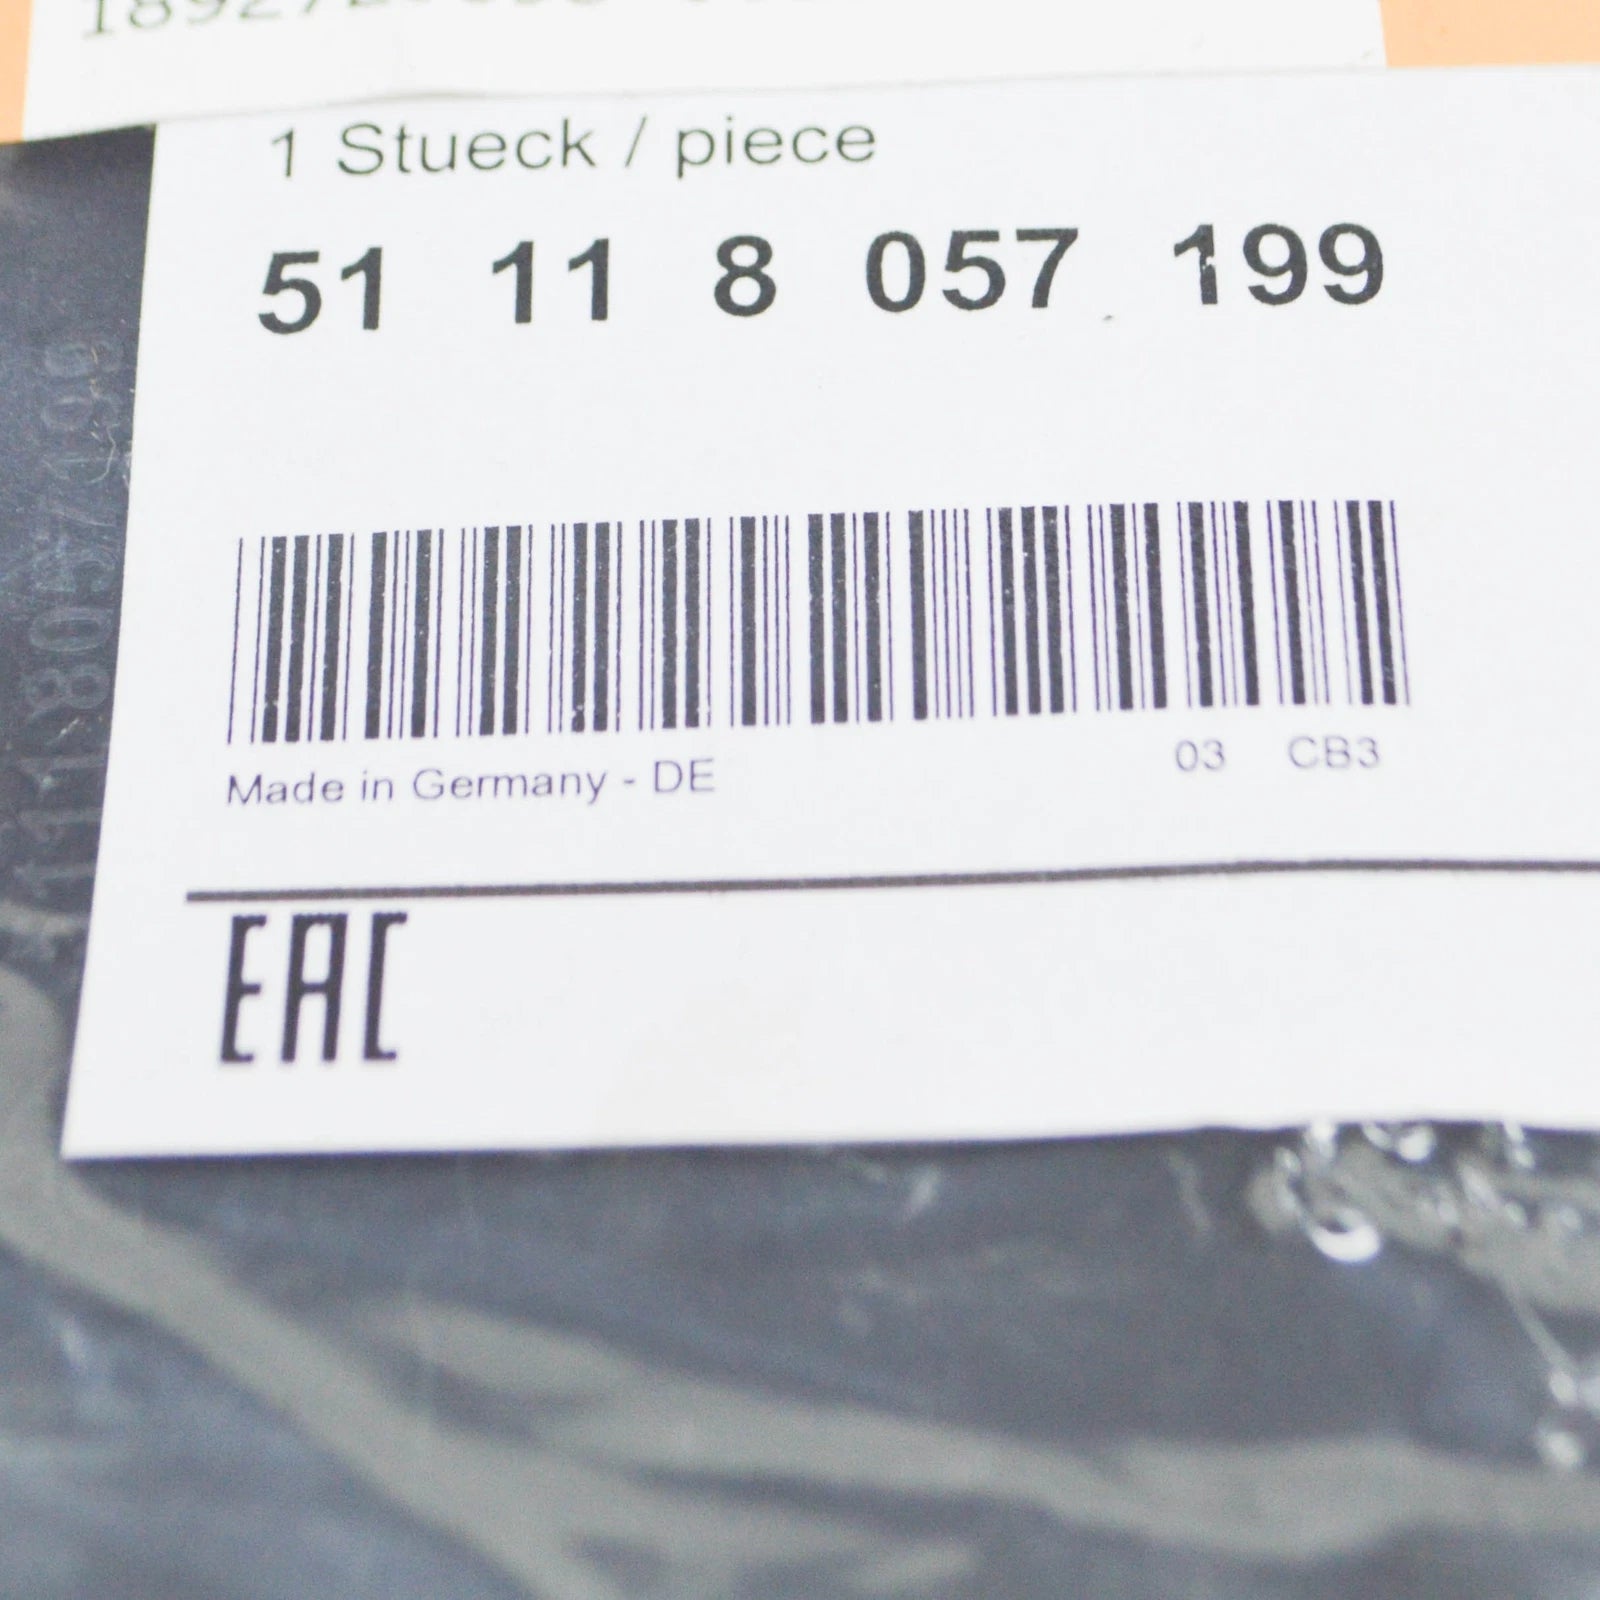 1 Stueck / piece
51 11 8 057 199
Made in Germany - DE 03 CB3
EAC